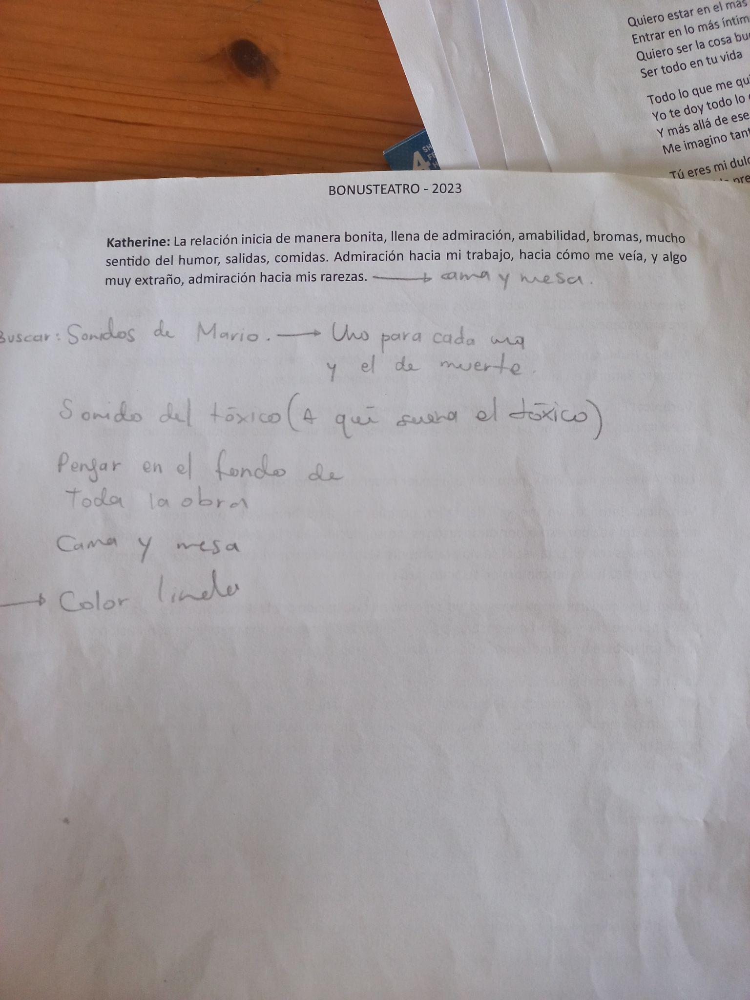 Quiero estar en el más
Entrar en lo más
Quiero ser la cosa
Ser todo en tu vida
Todo lo que me
Yo te doy todo lo
Y más allá de ese
Me imagino
Tú eres mi
4
BONUSTEATRO - 2023
Katherine: La relación inicia de manera bonita, llena de admiración, amabilidad, bromas, mucho
sentido del humor, salidas, comidas. Admiración hacia mi trabajo, hacia cómo me veía, y algo
muy extraño, admiración hacia mis rarezas. → cama y mesa.
Buscar: Sonidos de Mario. → Uno para cada una
y el de muerte.
Sonido del tóxico (A qué suena el tóxico)
Pensar en el fondo de
toda la obra
Cama y mesa
→ Color lindo